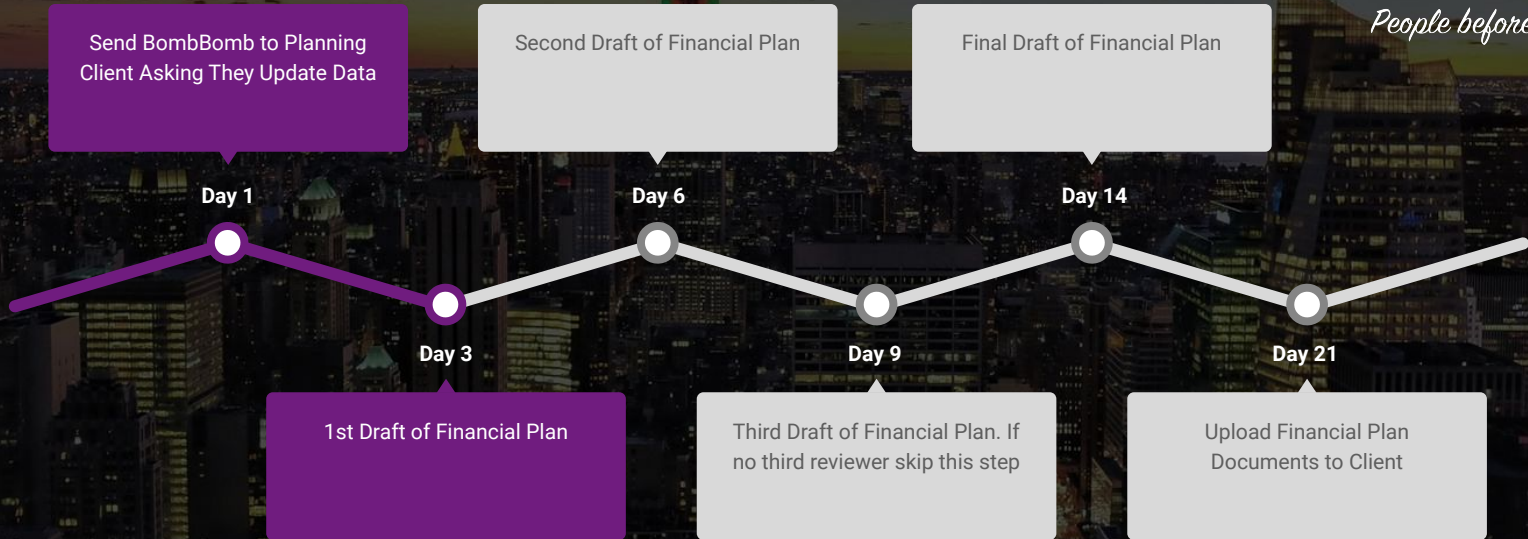 People before
Send BombBomb to Planning
Client Asking They Update Data
Second Draft of Financial Plan
Final Draft of Financial Plan
Day 1
Day 6
Day 14
Day 3
Day 9
Day 21
1st Draft of Financial Plan
Third Draft of Financial Plan. If
no third reviewer skip this step
Upload Financial Plan
Documents to Client